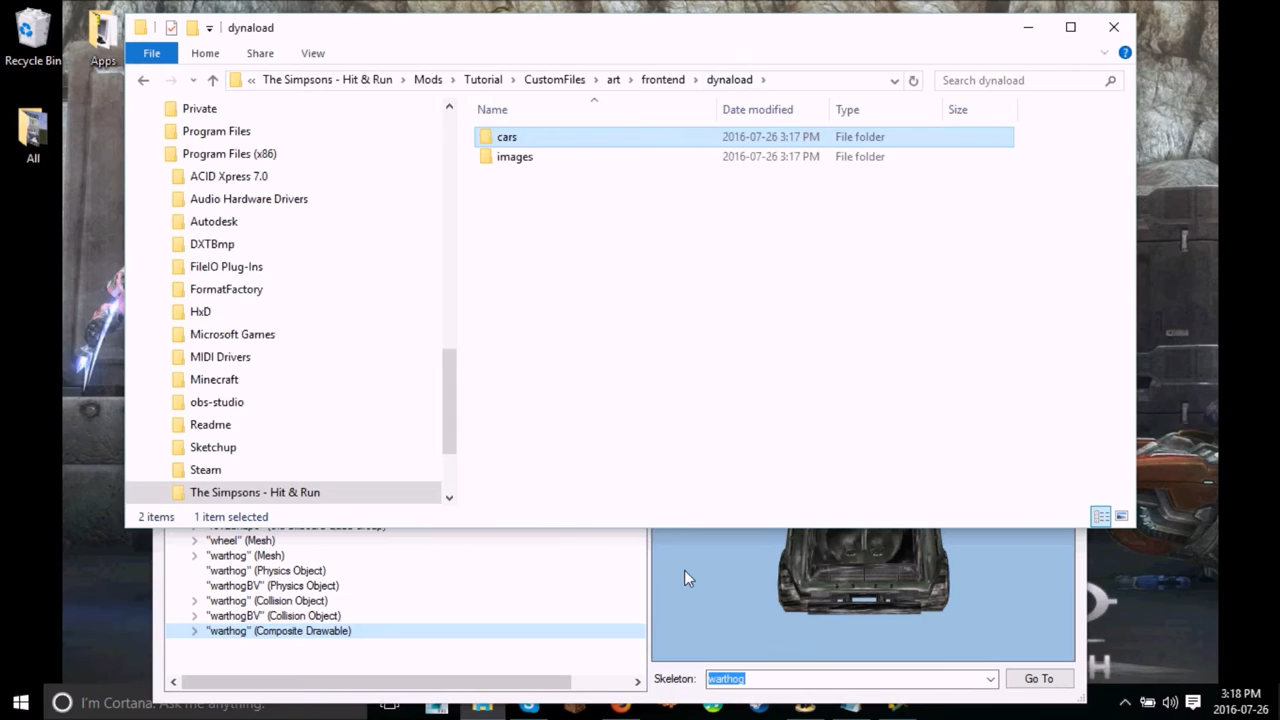 Recycle Bin
Apps
All
dynaload
File Home Share View
« The Simpsons - Hit & Run Mods Tutorial CustomFiles art frontend dynaload
Search dynaload
Name Date modified Type Size
cars 2016-07-26 3:17 PM File folder
images 2016-07-26 3:17 PM File folder
Private
Program Files
Program Files (x86)
ACID Xpress 7.0
Audio Hardware Drivers
Autodesk
DXTBmp
FileIO Plug-Ins
FormatFactory
HxD
Microsoft Games
MIDI Drivers
Minecraft
obs-studio
Readme
Sketchup
Steam
The Simpsons - Hit & Run
2 items 1 item selected
"wheel" (Mesh)
"warthog" (Mesh)
"warthog" (Physics Object)
"warthogBV" (Physics Object)
"warthog" (Collision Object)
"warthogBV" (Collision Object)
"warthog" (Composite Drawable)
Skeleton: warthog Go To
I'm Cortana. Ask me anything.
3:18 PM
2016-07-26